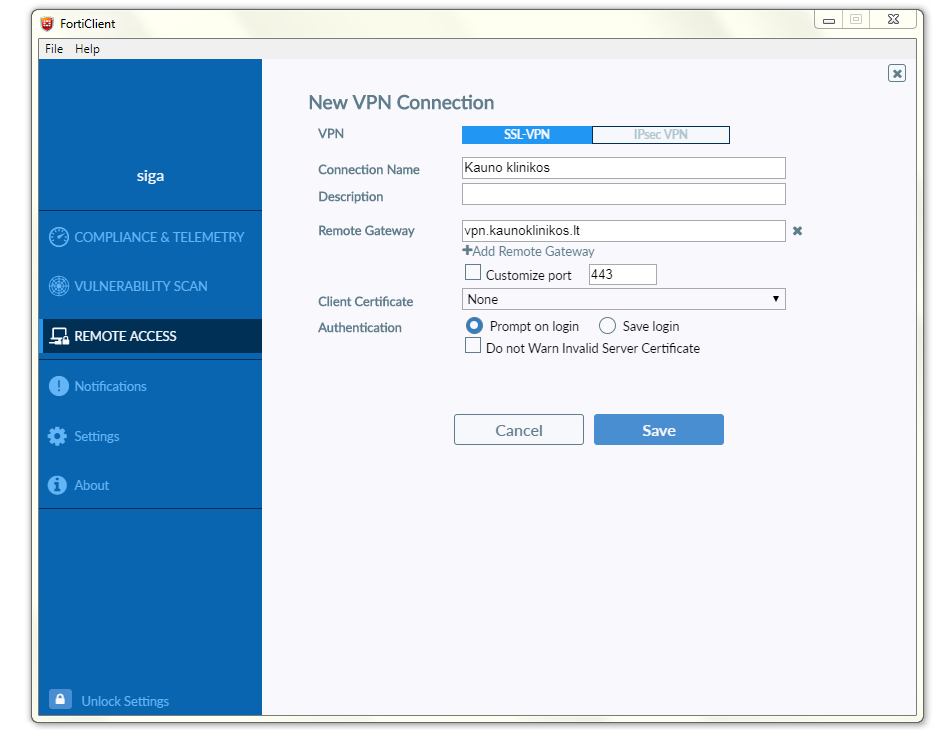 FortiClient
File Help
siga
COMPLIANCE & TELEMETRY
VULNERABILITY SCAN
REMOTE ACCESS
Notifications
Settings
About
Unlock Settings
New VPN Connection
VPN SSL-VPN IPsec VPN
Connection Name Kauno klinikos
Description
Remote Gateway vpn.kaunoklinikos.lt
+Add Remote Gateway
Customize port 443
Client Certificate None
Authentication Prompt on login Save login
Do not Warn Invalid Server Certificate
Cancel Save